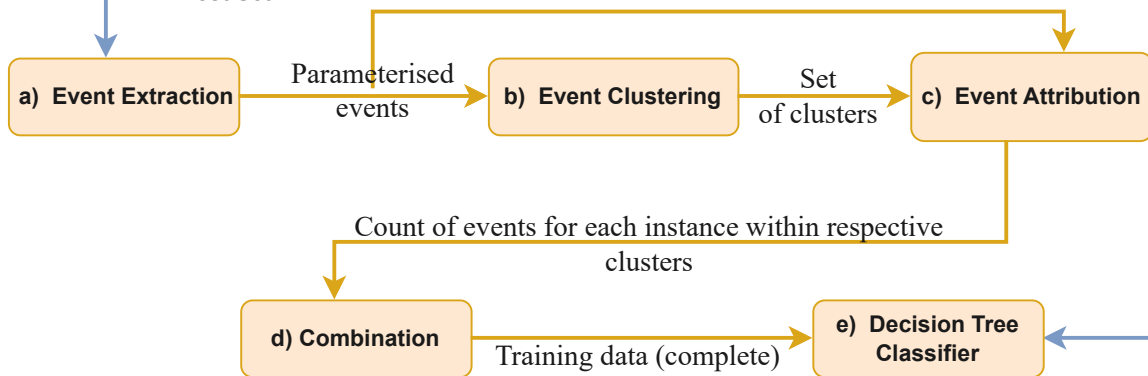 a) Event Extraction
Parameterised
events
b) Event Clustering
Set
of clusters
c) Event Attribution
Count of events for each instance within respective
clusters
d) Combination
Training data (complete)
e) Decision Tree
Classifier